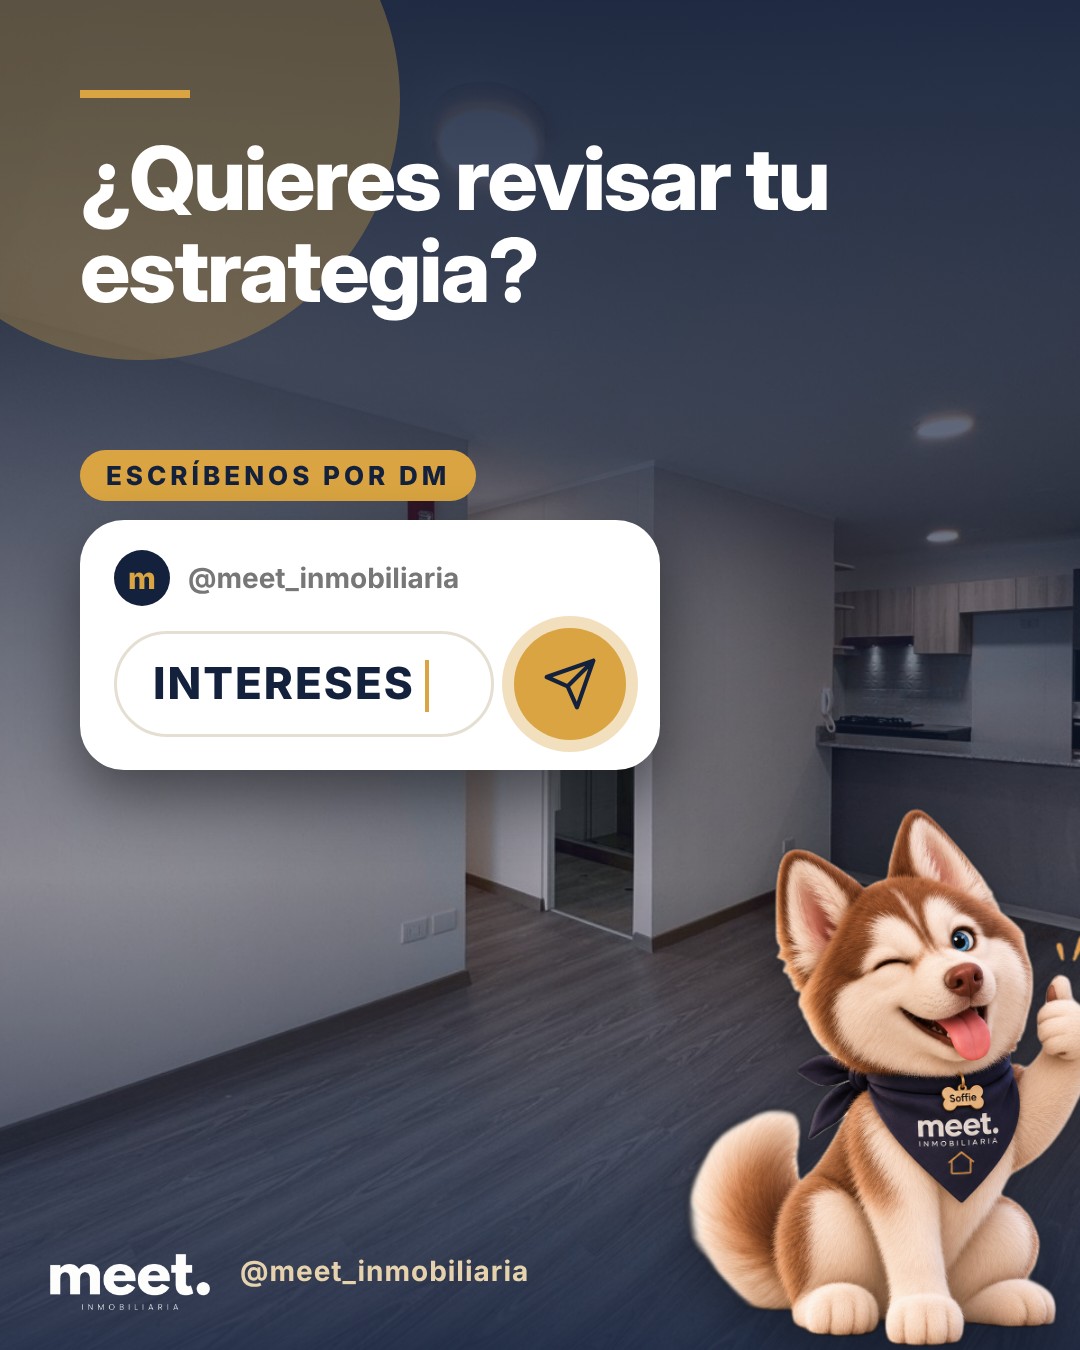 ¿Quieres revisar tu
estrategia?
ESCRÍBENOS POR DM
m
@meet_inmobiliaria
INTERESES
Soffie
meet.
INMOBILIARIA
meet.
INMOBILIARIA
@meet_inmobiliaria